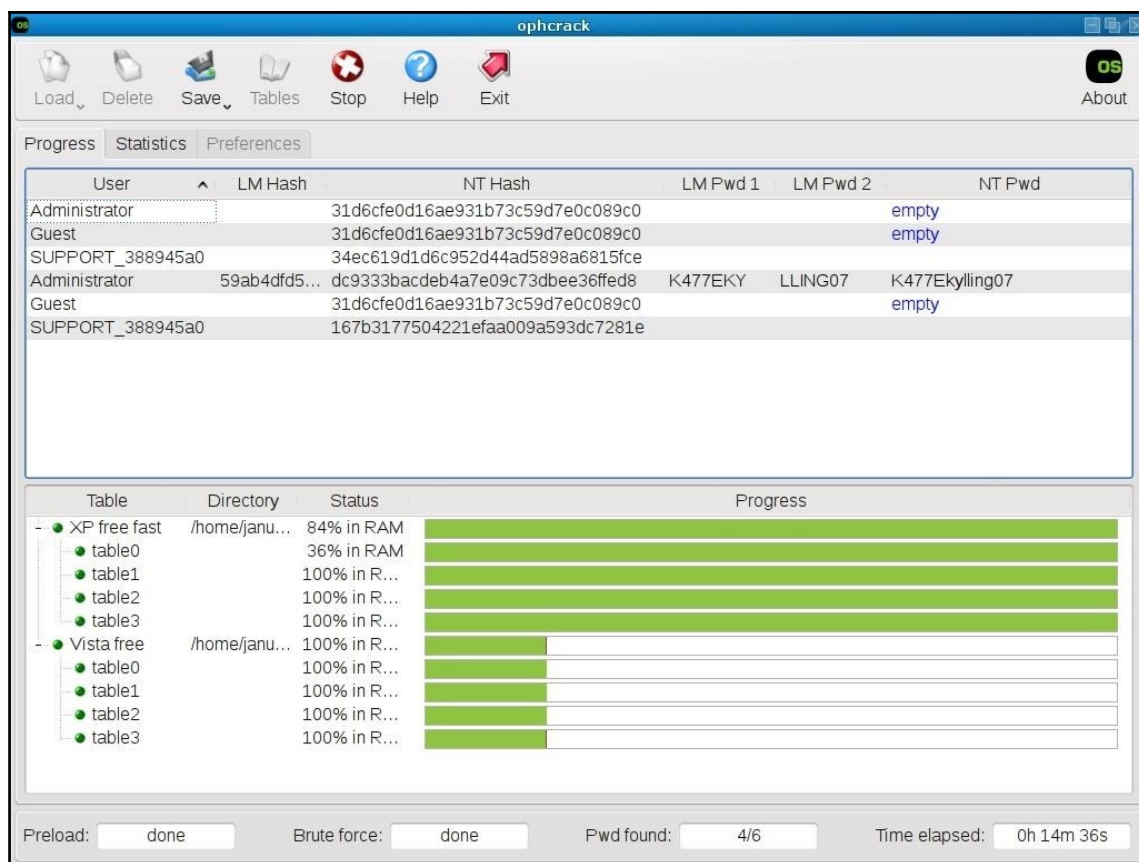 OS ophcrack
Load Delete Save Tables Stop Help Exit OS About
Progress Statistics Preferences
User LM Hash NT Hash LM Pwd 1 LM Pwd 2 NT Pwd
Administrator 31d6cfe0d16ae931b73c59d7e0c089c0 empty
Guest 31d6cfe0d16ae931b73c59d7e0c089c0 empty
SUPPORT_388945a0 34ec619d1d6c952d44ad5898a6815fce
Administrator 59ab4dfd5... dc9333bacdeb4a7e09c73dbee36ffed8 K477EKY LLING07 K477Ekylling07
Guest 31d6cfe0d16ae931b73c59d7e0c089c0 empty
SUPPORT_388945a0 167b3177504221efaa009a593dc7281e
Table Directory Status Progress
XP free fast /home/janu... 84% in RAM
table0 36% in RAM
table1 100% in R...
table2 100% in R...
table3 100% in R...
Vista free /home/janu... 100% in R...
table0 100% in R...
table1 100% in R...
table2 100% in R...
table3 100% in R...
Preload: done Brute force: done Pwd found: 4/6 Time elapsed: 0h 14m 36s